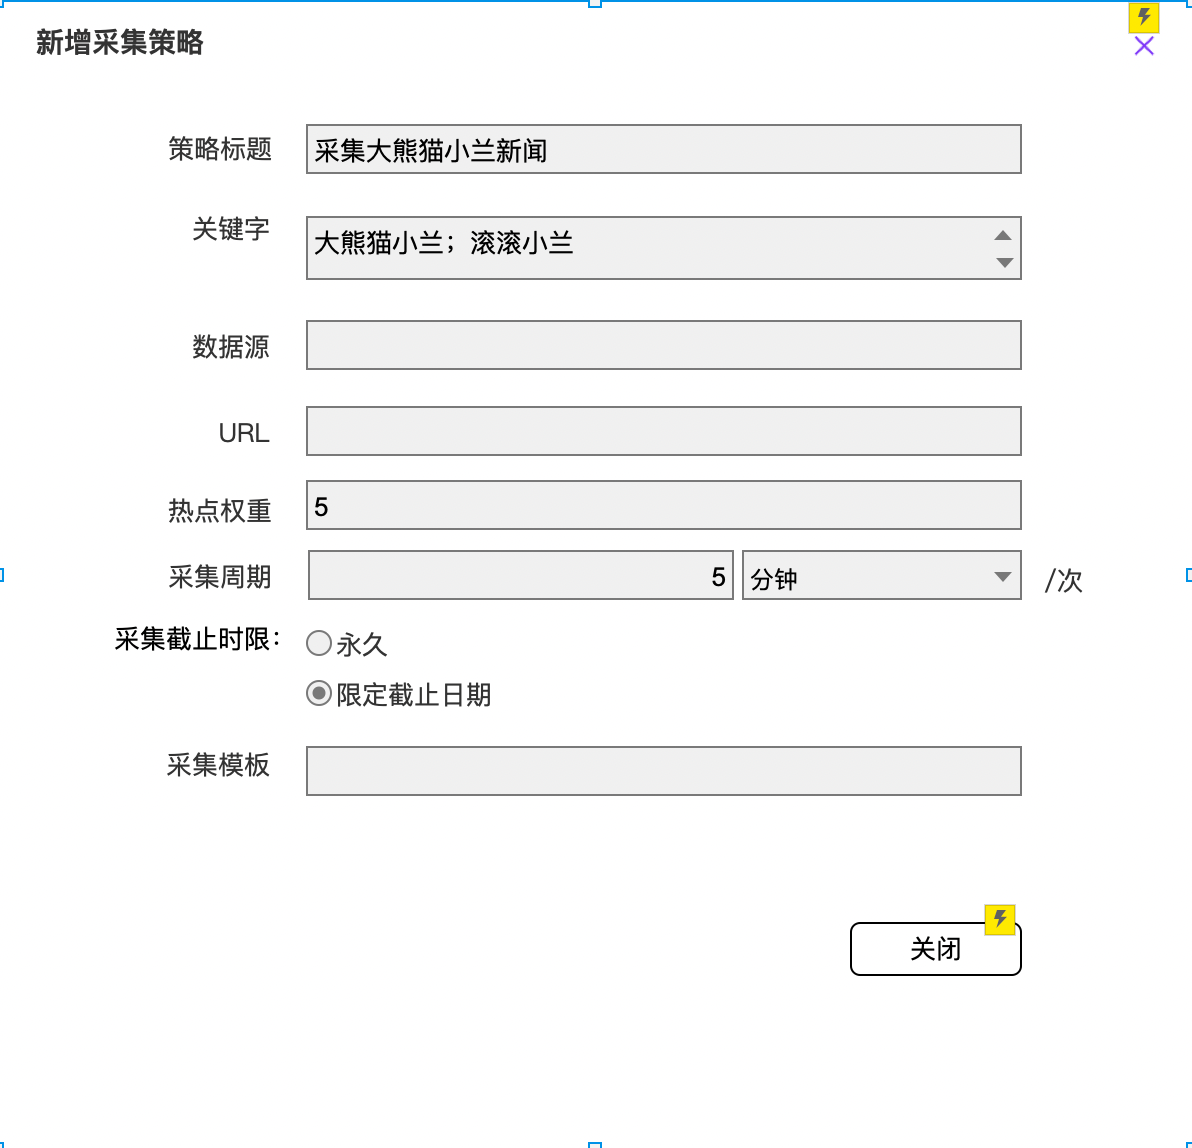 新增采集策略
策略标题
采集大熊猫小兰新闻
关键字
大熊猫小兰；滚滚小兰
数据源
URL
热点权重
5
采集周期
5
分钟
/次
采集截止时限：
永久
限定截止日期
采集模板
关闭